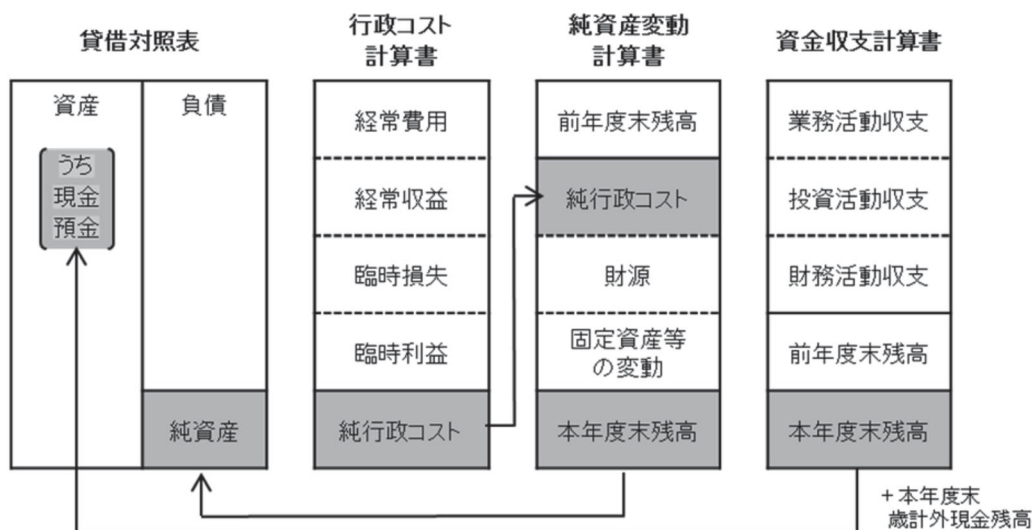 貸借対照表
資産
負債
うち
現金
預金
純資産
行政コスト
計算書
経常費用
経常収益
臨時損失
臨時利益
純行政コスト
純資産変動
計算書
前年度末残高
純行政コスト
財源
固定資産等
の変動
本年度末残高
資金収支計算書
業務活動収支
投資活動収支
財務活動収支
前年度末残高
本年度末残高
+本年度末
歳計外現金残高